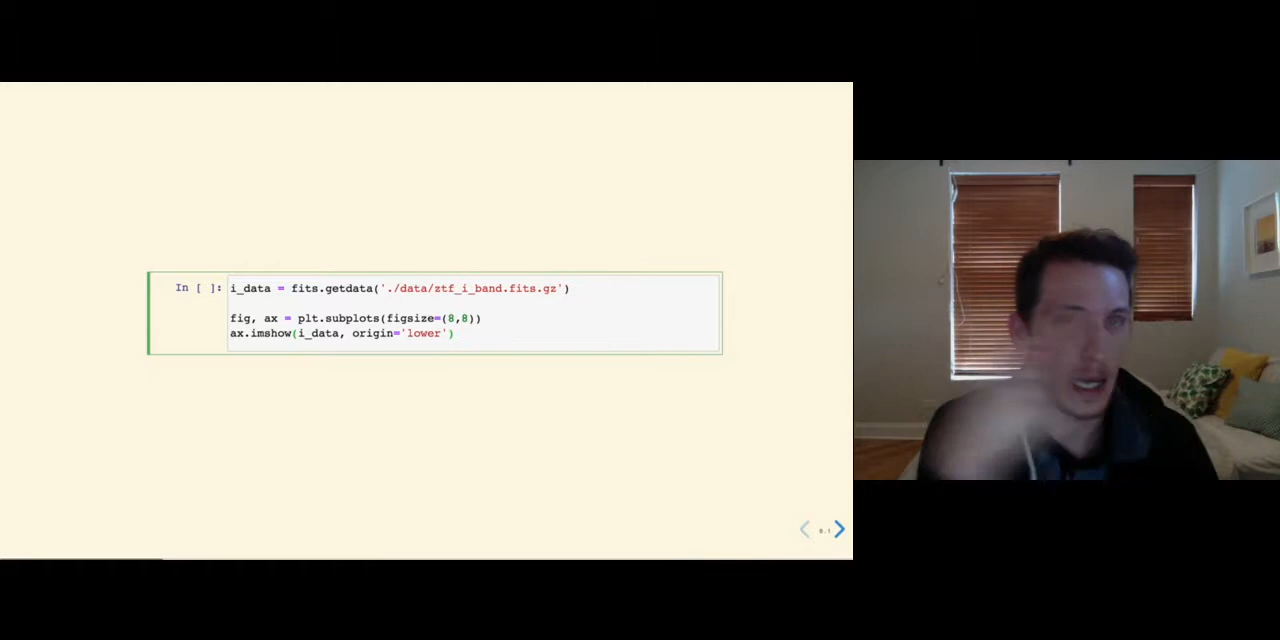 In [ ]: i_data = fits.getdata('./data/ztf_i_band.fits.gz')
fig, ax = plt.subplots(figsize=(8,8))
ax.imshow(i_data, origin='lower')